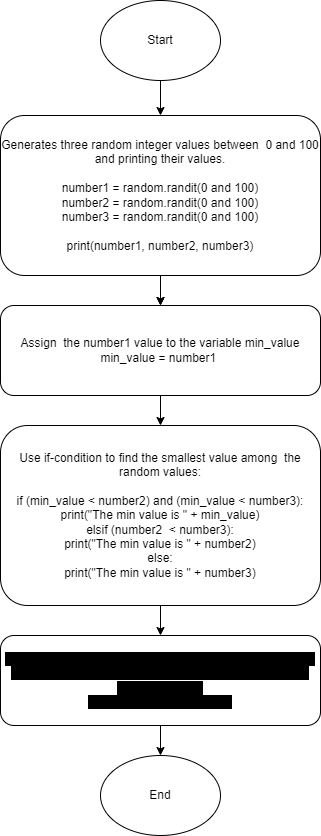 Start
Generates three random integer values between 0 and 100
and printing their values.
number1 = random.randit(0 and 100)
number2 = random.randit(0 and 100)
number3 = random.randit(0 and 100)
print(number1, number2, number3)
Assign the number1 value to the variable min_value
min_value = number1
Use if-condition to find the smallest value among the
random values:
if (min_value < number2) and (min_value < number3):
print("The min value is " + min_value)
elsif (number2 < number3):
print("The min value is " + number2)
else:
print("The min value is " + number3)
End